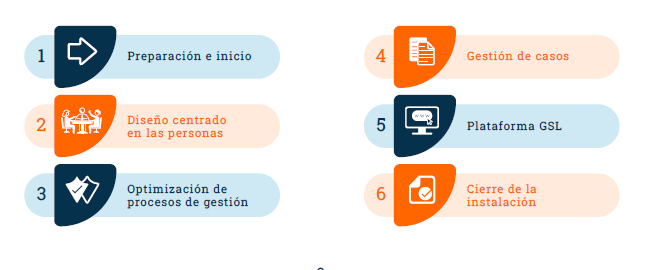 1
Preparación e inicio
2
Diseño centrado
en las personas
3
Optimización de
procesos de gestión
4
Gestión de casos
5
www
Plataforma GSL
6
Cierre de la
instalación